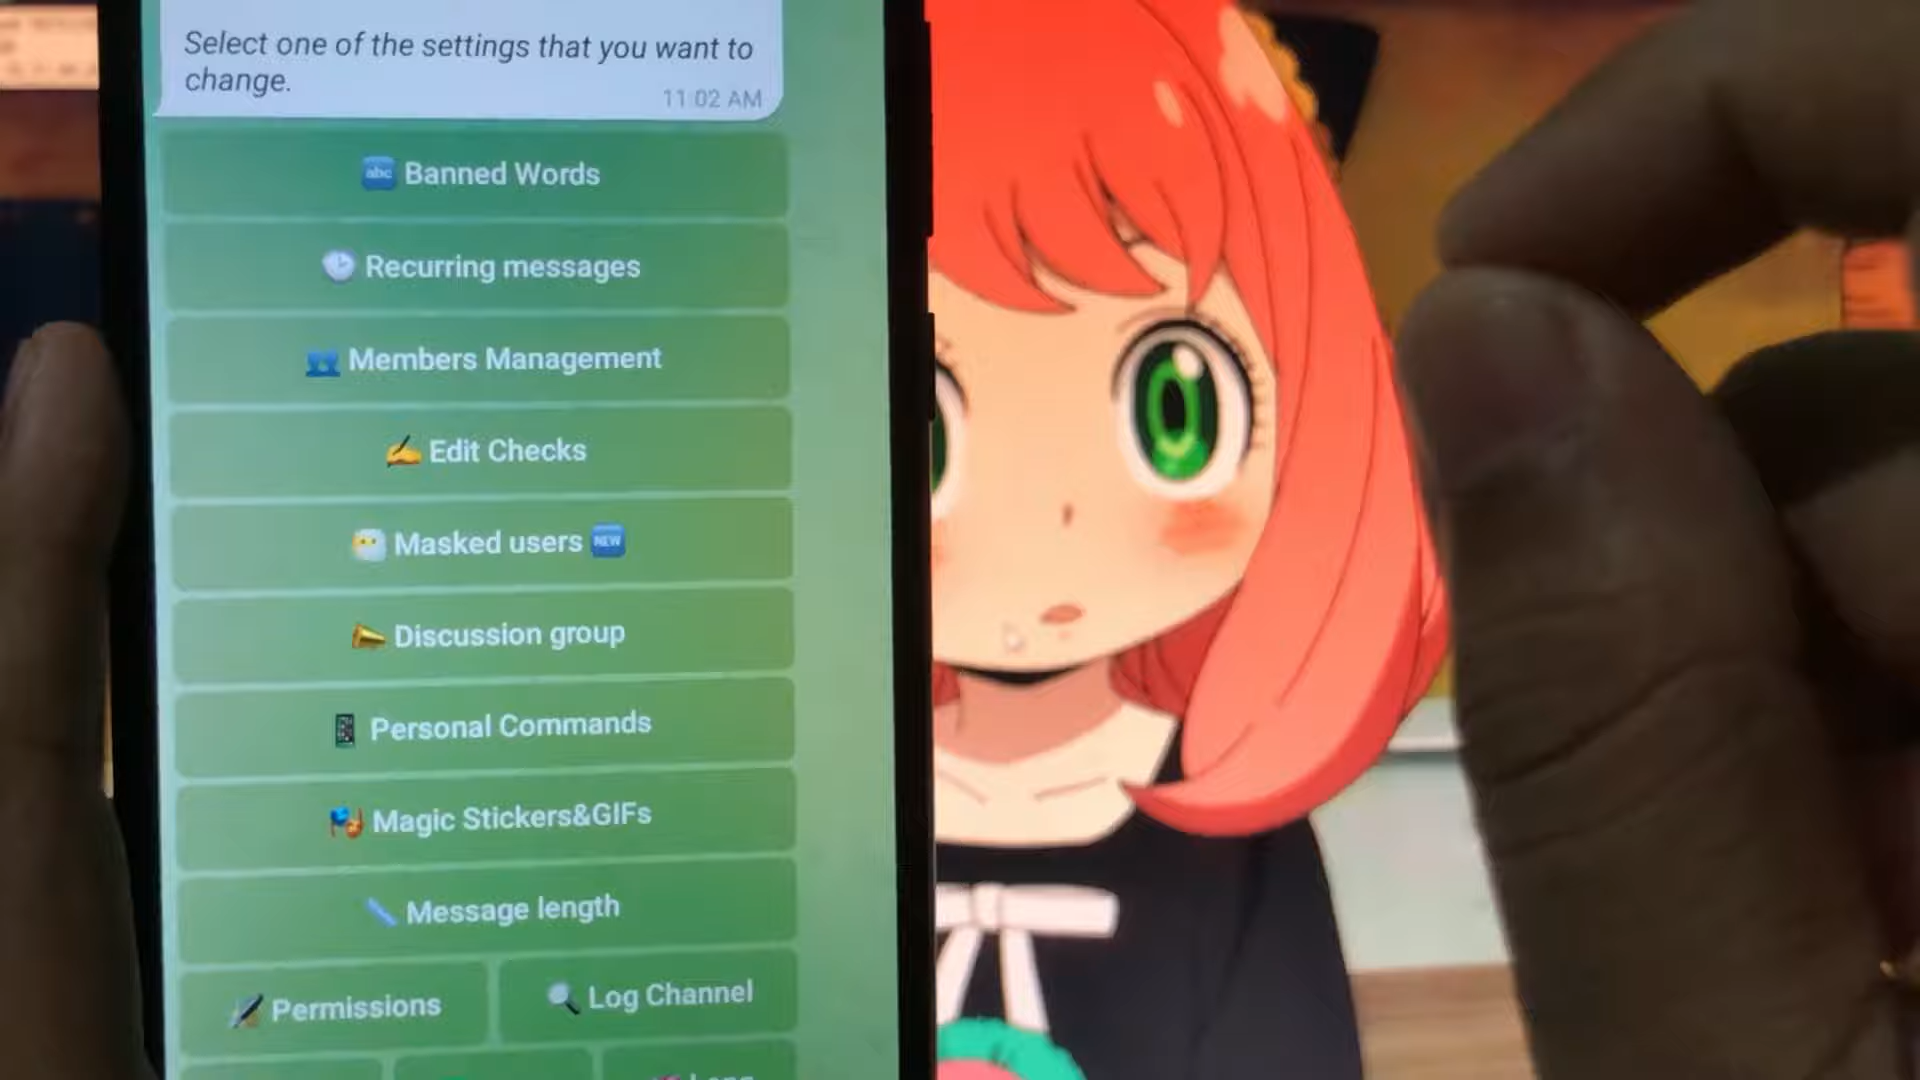 Select one of the settings that you want to
change.
11:02 AM
abc Banned Words
Recurring messages
Members Management
Edit Checks
Masked users NEW
Discussion group
Personal Commands
Magic Stickers&GIFs
Message length
Permissions
Log Channel